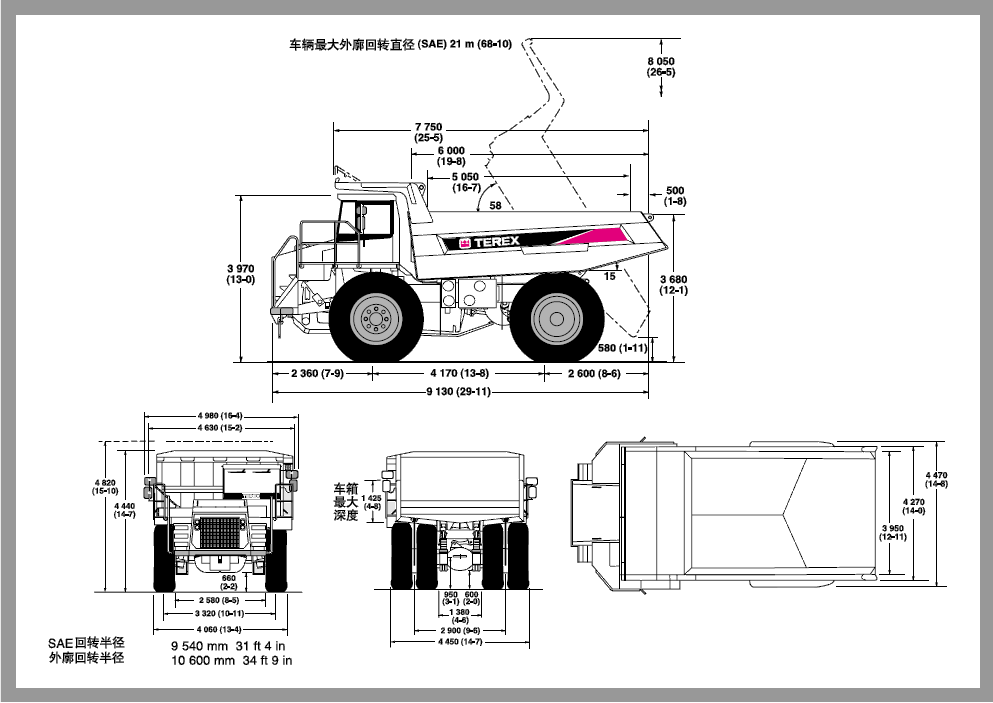 车辆最大外廓回转直径 (SAE) 21 m (68-10)
8 050
(26-5)
7 750
(25-5)
6 000
(19-8)
5 050
(16-7)
500
(1-8)
58
TEREX
3 970
(13-0)
15
3 680
(12-1)
580 (1-11)
2 360 (7-9)
4 170 (13-8)
2 600 (8-6)
9 130 (29-11)
4 980 (16-4)
4 630 (15-2)
4 820
(15-10)
4 440
(14-7)
660
(2-2)
2 580 (8-5)
3 320 (10-11)
4 060 (13-4)
车箱
最大
深度
1 425
(4-8)
950
(3-1)
600
(2-0)
1 380
(4-6)
2 900 (9-6)
4 450 (14-7)
4 470
(14-8)
4 270
(14-0)
3 950
(12-11)
SAE回转半径 9 540 mm 31 ft 4 in
外廓回转半径 10 600 mm 34 ft 9 in